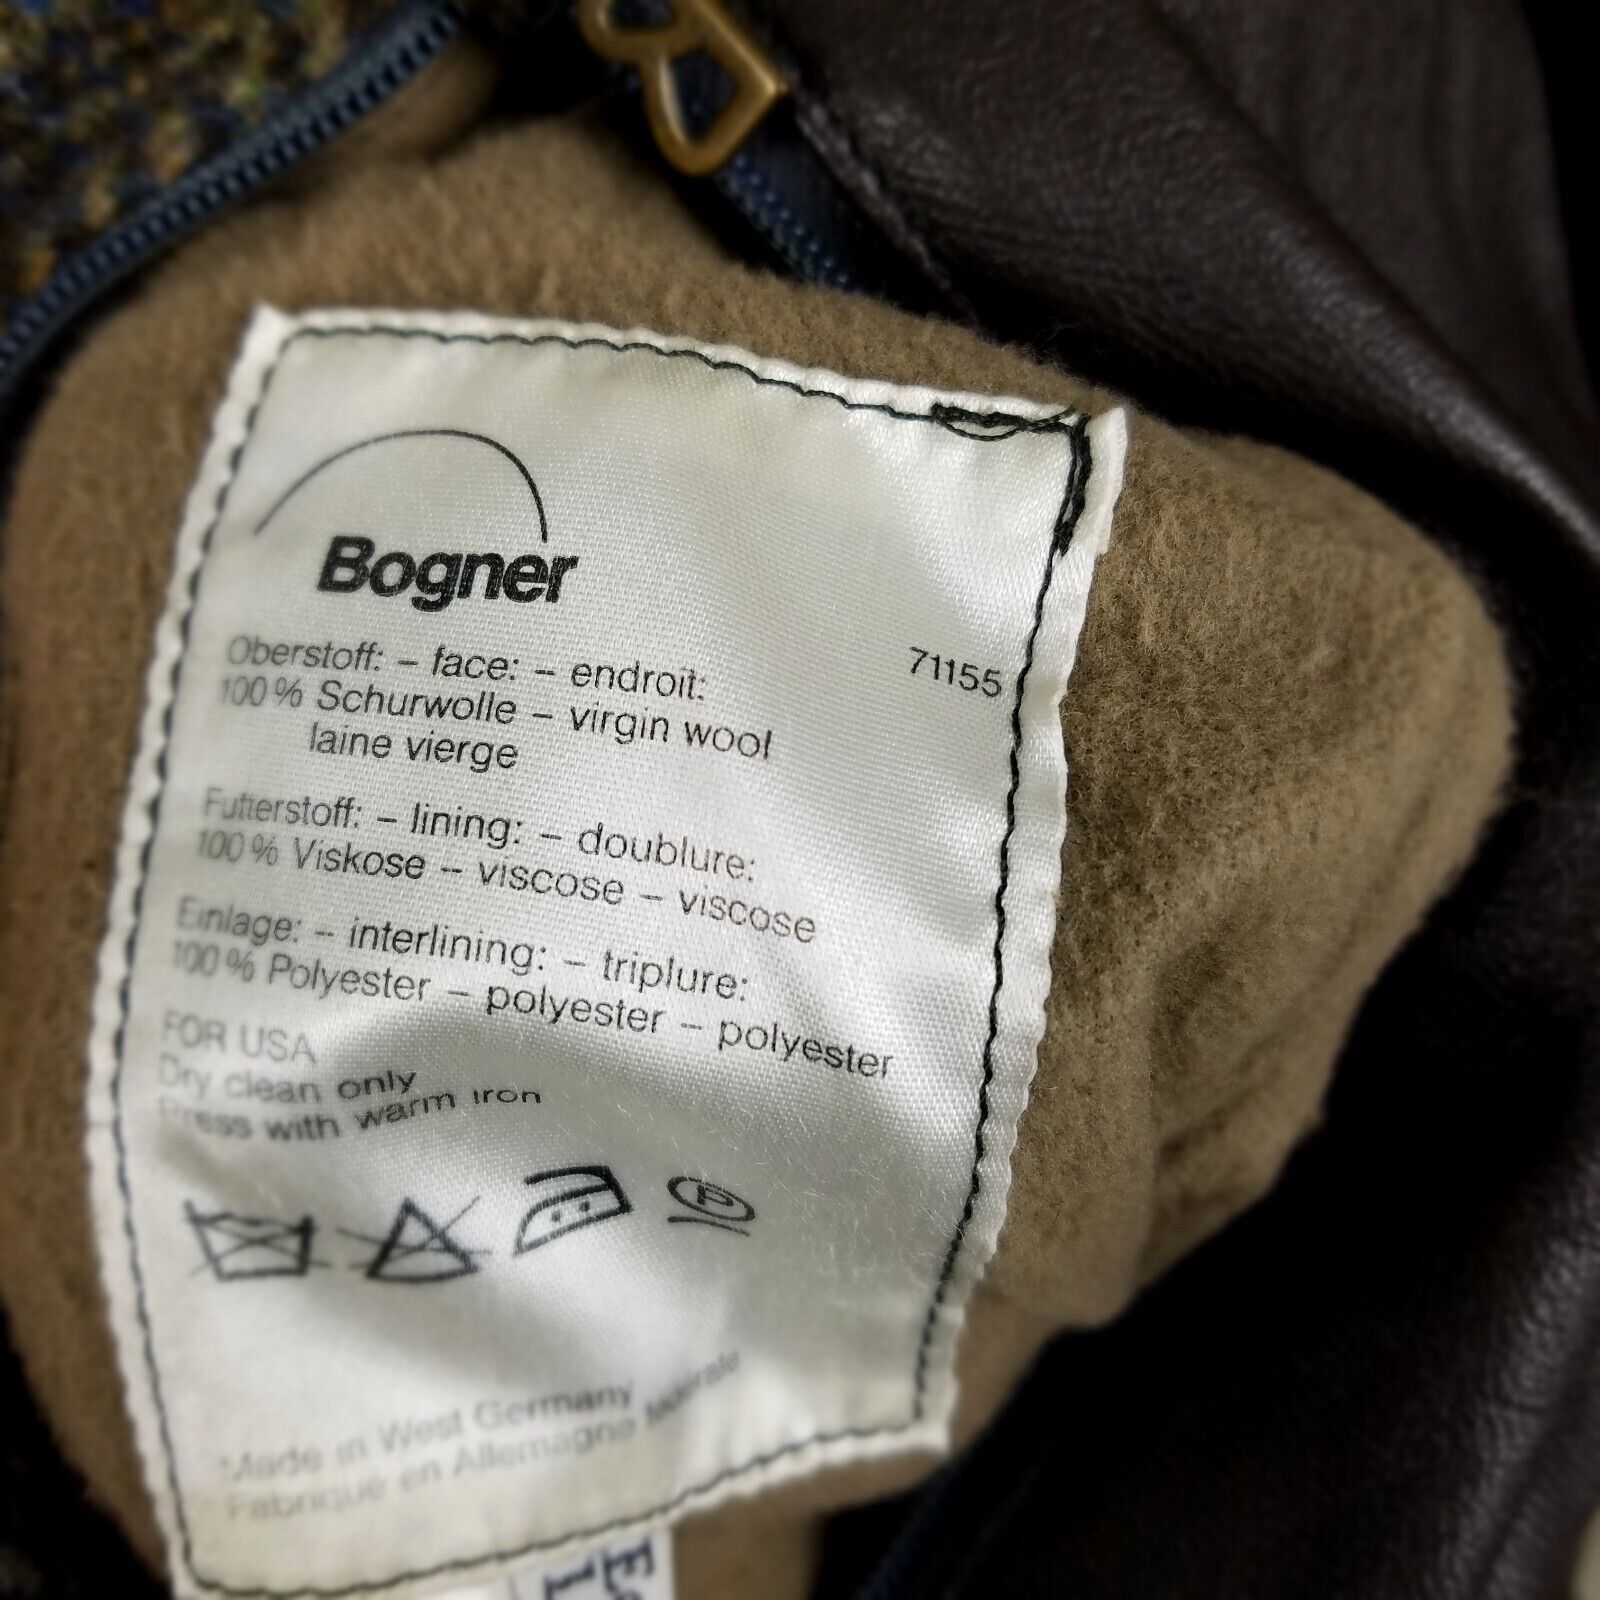 Bogner
71155
Oberstoff: – face: – endroit:
100% Schurwolle – virgin wool
laine vierge
Futterstoff: – lining: – doublure:
100% Viskose – viscose – viscose
Einlage: – interlining: – triplure:
100% Polyester – polyester – polyester
FOR USA
Dry clean only
Press with warm iron
P
Made in West Germany
Fabriqué en Allemagne fédérale